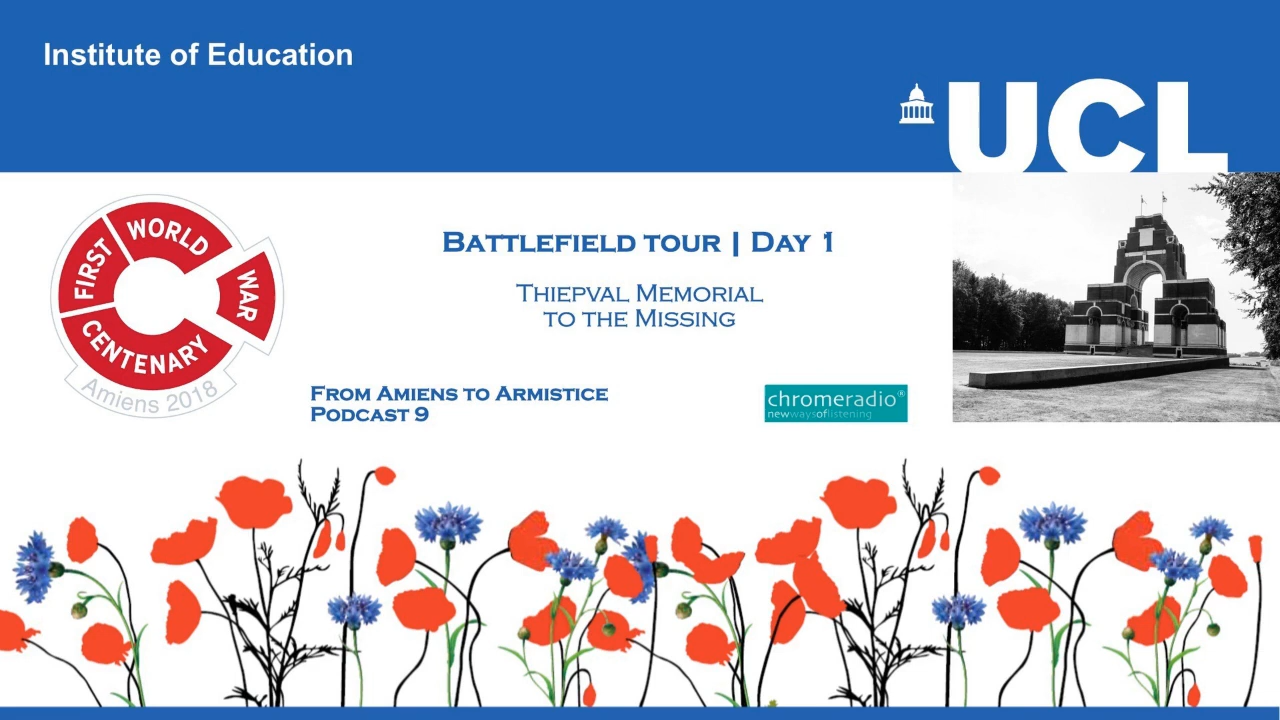 Institute of Education
UCL
FIRST
WORLD
WAR
CENTENARY
Amiens 2018
BATTLEFIELD TOUR | DAY 1
THIEPVAL MEMORIAL
TO THE MISSING
FROM AMIENS TO ARMISTICE
PODCAST 9
chromeradio®
newwaysoflistening